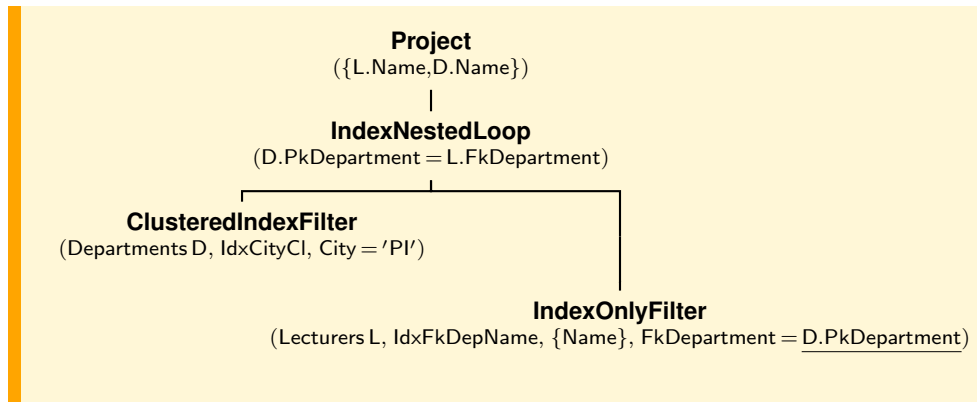 Project
({L.Name,D.Name})
IndexNestedLoop
(D.PkDepartment = L.FkDepartment)
ClusteredIndexFilter
(Departments D, IdxCityCl, City = ′PI′)
IndexOnlyFilter
(Lecturers L, IdxFkDepName, {Name}, FkDepartment = D.PkDepartment)